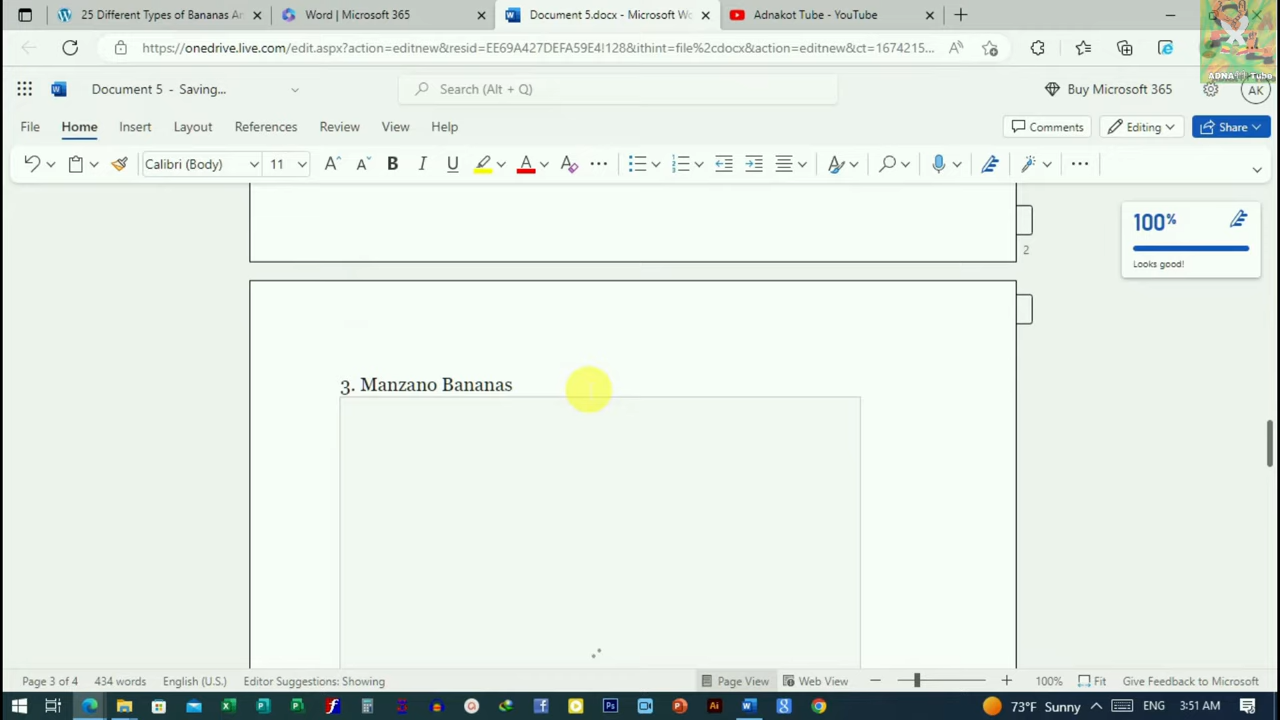 25 Different Types of Bananas Ar
Word | Microsoft 365
Document 5.docx - Microsoft Wo
Adnakot Tube - YouTube
https://onedrive.live.com/edit.aspx?action=editnew&resid=EE69A427DEFA59E4!128&ithint=file%2cdocx&action=editnew&ct=1674215...
ADNA Tube
Document 5 - Saving...
Search (Alt + Q)
Buy Microsoft 365
AK
File
Home
Insert
Layout
References
Review
View
Help
Comments
Editing
Share
Calibri (Body)
11
100%
Looks good!
2
3. Manzano Bananas
Page 3 of 4
434 words
English (U.S.)
Editor Suggestions: Showing
Page View
Web View
100%
Fit
Give Feedback to Microsoft
73°F Sunny
ENG
3:51 AM